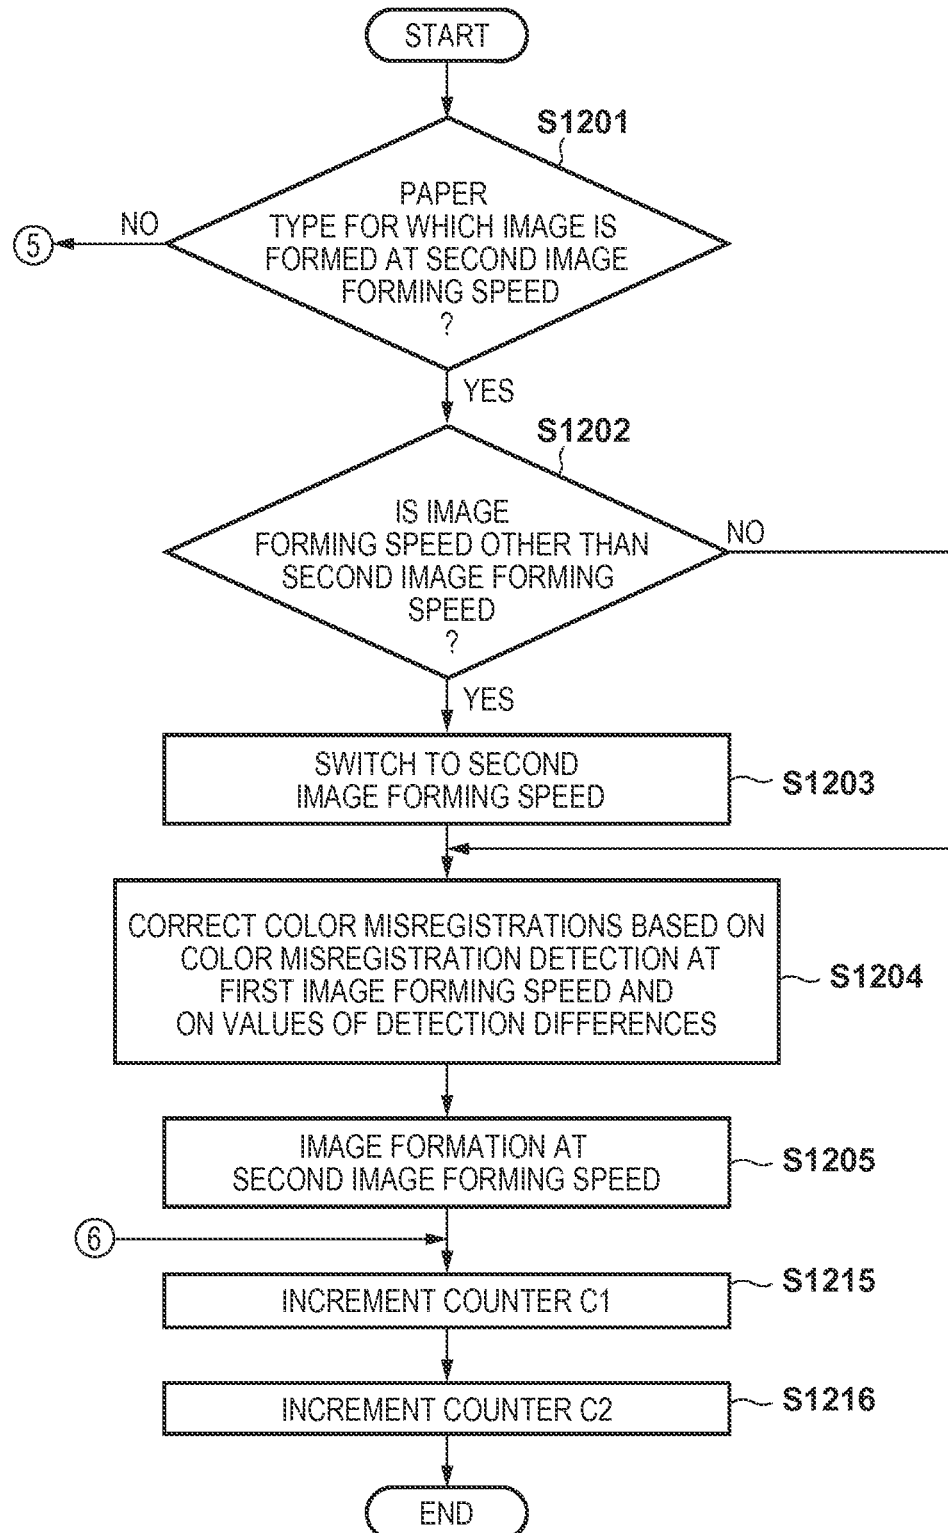 START
S1201
PAPER
TYPE FOR WHICH IMAGE IS
FORMED AT SECOND IMAGE
FORMING SPEED
?
NO
5
YES
S1202
IS IMAGE
FORMING SPEED OTHER THAN
SECOND IMAGE FORMING
SPEED
?
NO
YES
SWITCH TO SECOND
IMAGE FORMING SPEED
S1203
CORRECT COLOR MISREGISTRATIONS BASED ON
COLOR MISREGISTRATION DETECTION AT
FIRST IMAGE FORMING SPEED AND
ON VALUES OF DETECTION DIFFERENCES
S1204
IMAGE FORMATION AT
SECOND IMAGE FORMING SPEED
S1205
6
INCREMENT COUNTER C1
S1215
INCREMENT COUNTER C2
S1216
END